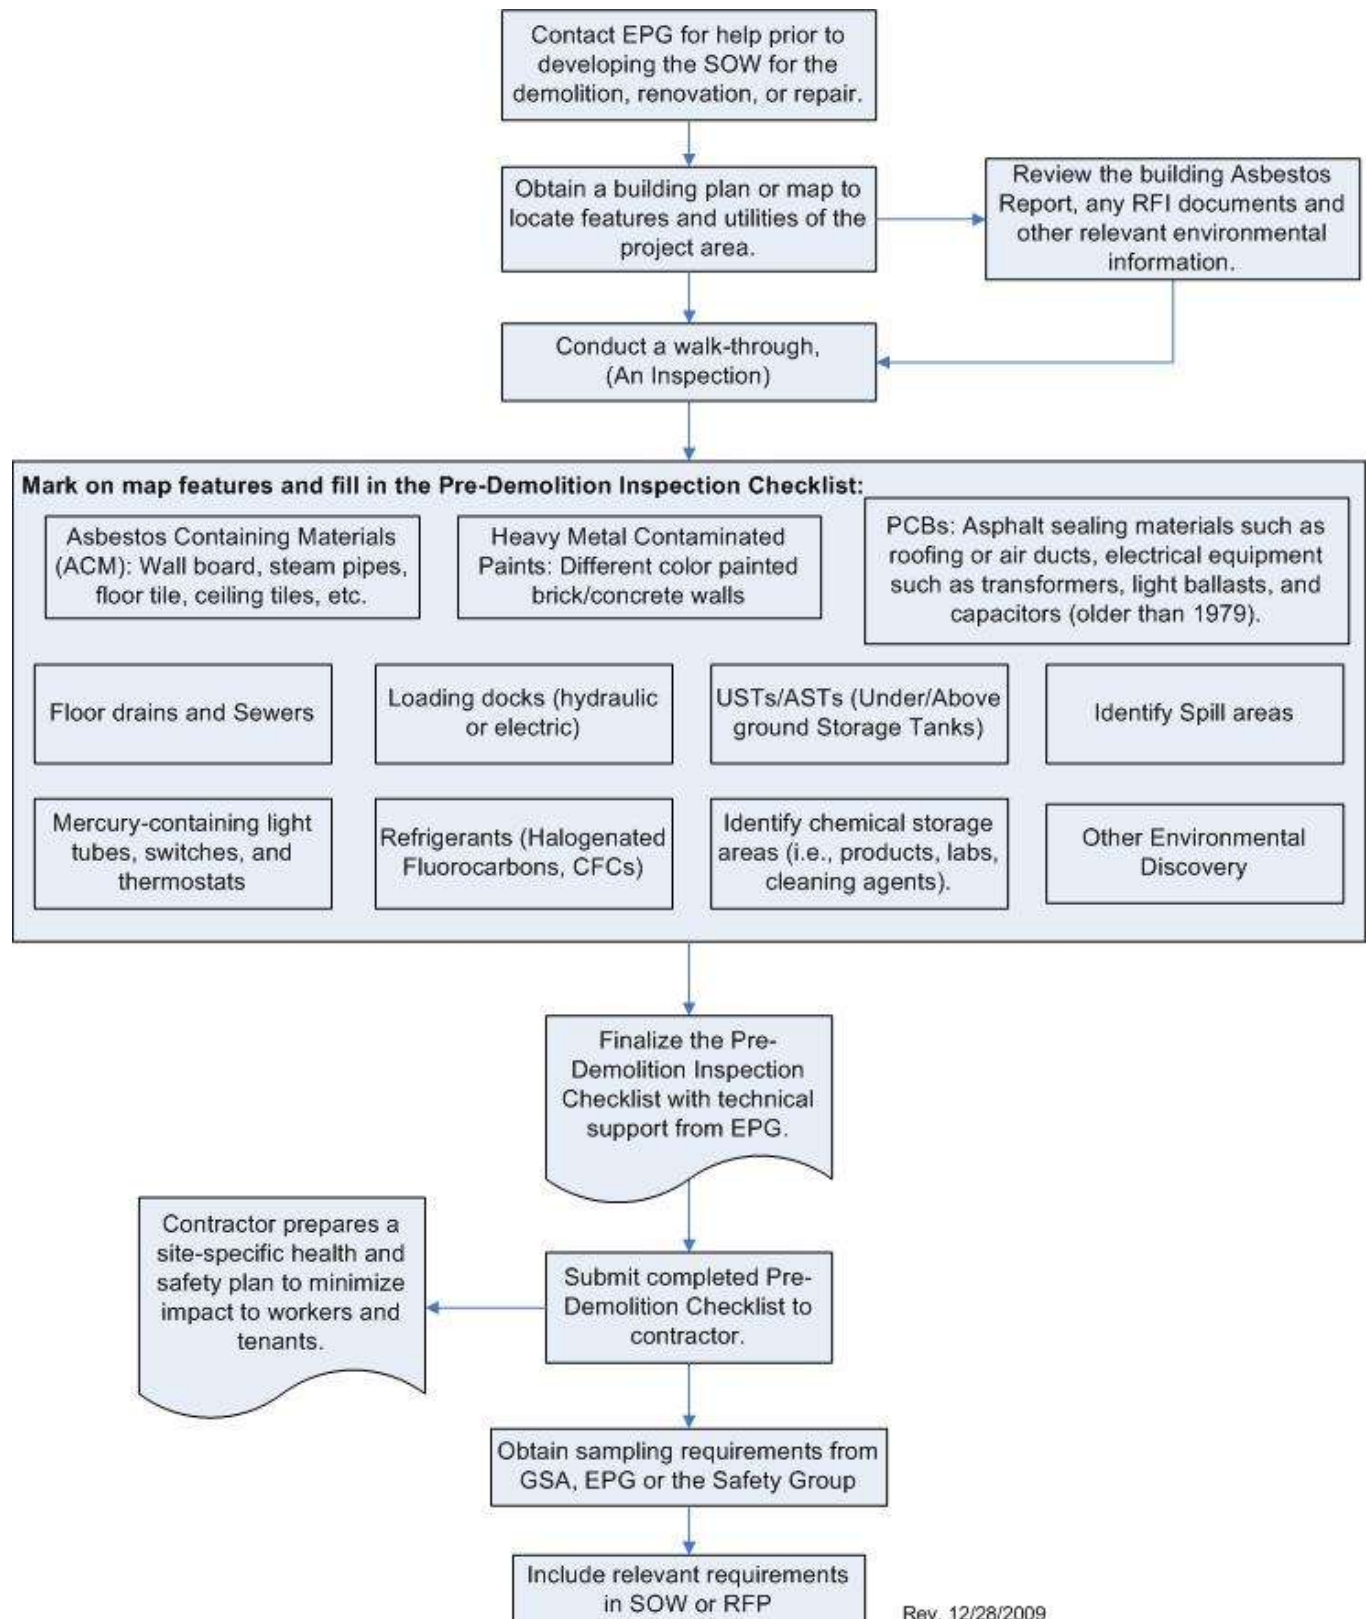 Contact EPG for help prior to
developing the SOW for the
demolition, renovation, or repair.
Obtain a building plan or map to
locate features and utilities of the
project area.
Review the building Asbestos
Report, any RFI documents and
other relevant environmental
information.
Conduct a walk-through,
(An Inspection)
Mark on map features and fill in the Pre-Demolition Inspection Checklist:
Asbestos Containing Materials
(ACM): Wall board, steam pipes,
floor tile, ceiling tiles, etc.
Heavy Metal Contaminated
Paints: Different color painted
brick/concrete walls
PCBs: Asphalt sealing materials such as
roofing or air ducts, electrical equipment
such as transformers, light ballasts, and
capacitors (older than 1979).
Floor drains and Sewers
Loading docks (hydraulic
or electric)
USTs/ASTs (Under/Above
ground Storage Tanks)
Identify Spill areas
Mercury-containing light
tubes, switches, and
thermostats
Refrigerants (Halogenated
Fluorocarbons, CFCs)
Identify chemical storage
areas (i.e., products, labs,
cleaning agents).
Other Environmental
Discovery
Finalize the Pre-
Demolition Inspection
Checklist with technical
support from EPG.
Contractor prepares a
site-specific health and
safety plan to minimize
impact to workers and
tenants.
Submit completed Pre-
Demolition Checklist to
contractor.
Obtain sampling requirements from
GSA, EPG or the Safety Group
Include relevant requirements
in SOW or RFP
Rev. 12/28/2009